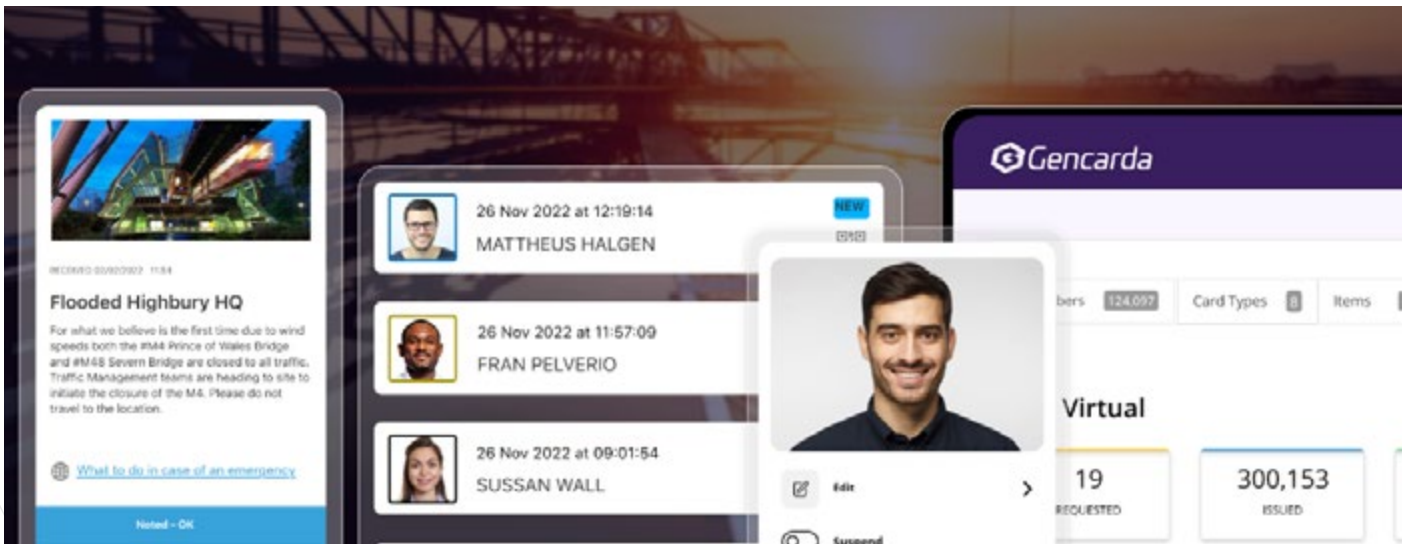 RECEIVED 02/02/2022 11:54
Flooded Highbury HQ
For what we believe is the first time due to wind
speeds both the #M4 Prince of Wales Bridge
and #M48 Severn Bridge are closed to all traffic.
Traffic Management teams are heading to site to
initiate the closure of the M4. Please do not
travel to the location.
What to do in case of an emergency
Noted - OK
26 Nov 2022 at 12:19:14
NEW
MATTHEUS HALGEN
26 Nov 2022 at 11:57:09
FRAN PELVERIO
26 Nov 2022 at 09:01:54
SUSSAN WALL
Edit
Suspend
Gencarda
bers 124,097 Card Types 8 Items
Virtual
19
REQUESTED
300,153
ISSUED